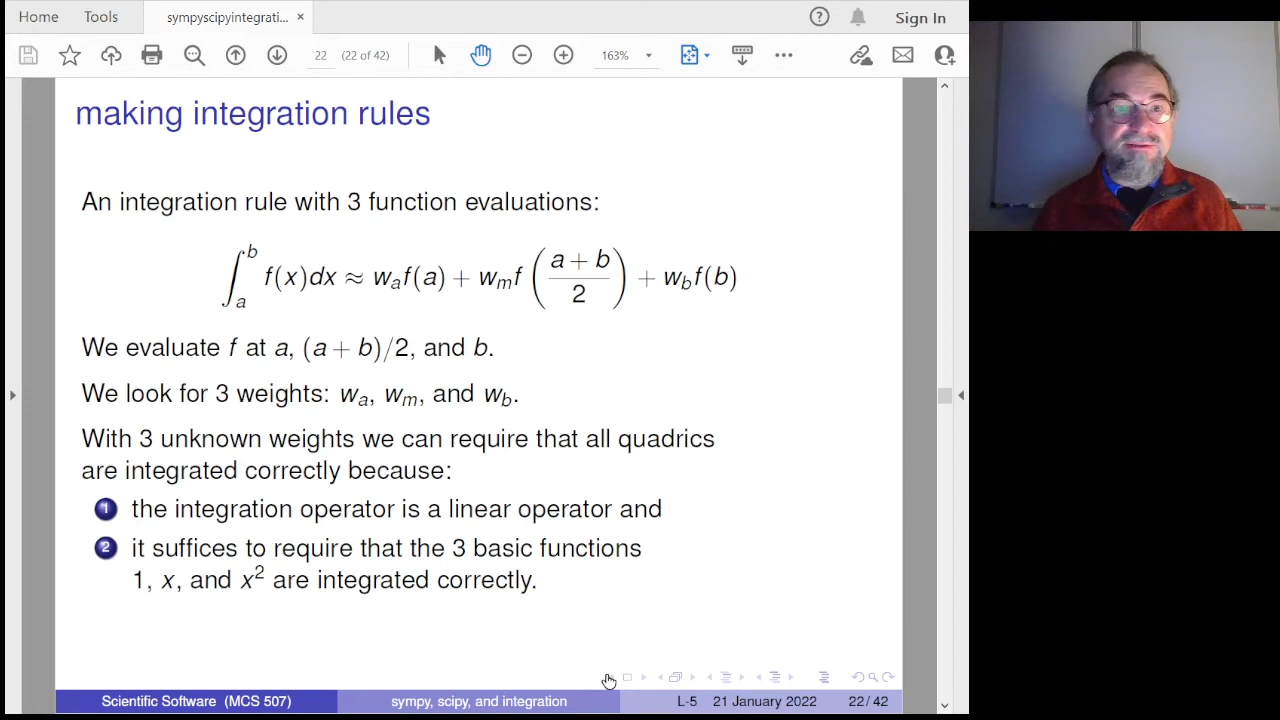 Home Tools sympyscipyintegrati... × Sign In
22 (22 of 42) 163%
making integration rules
An integration rule with 3 function evaluations:
∫_a^b f(x)dx ≈ w_a f(a) + w_m f((a + b)/2) + w_b f(b)
We evaluate f at a, (a + b)/2, and b.
We look for 3 weights: w_a, w_m, and w_b.
With 3 unknown weights we can require that all quadrics
are integrated correctly because:
1 the integration operator is a linear operator and
2 it suffices to require that the 3 basic functions
1, x, and x² are integrated correctly.
Scientific Software (MCS 507) sympy, scipy, and integration L-5 21 January 2022 22 / 42